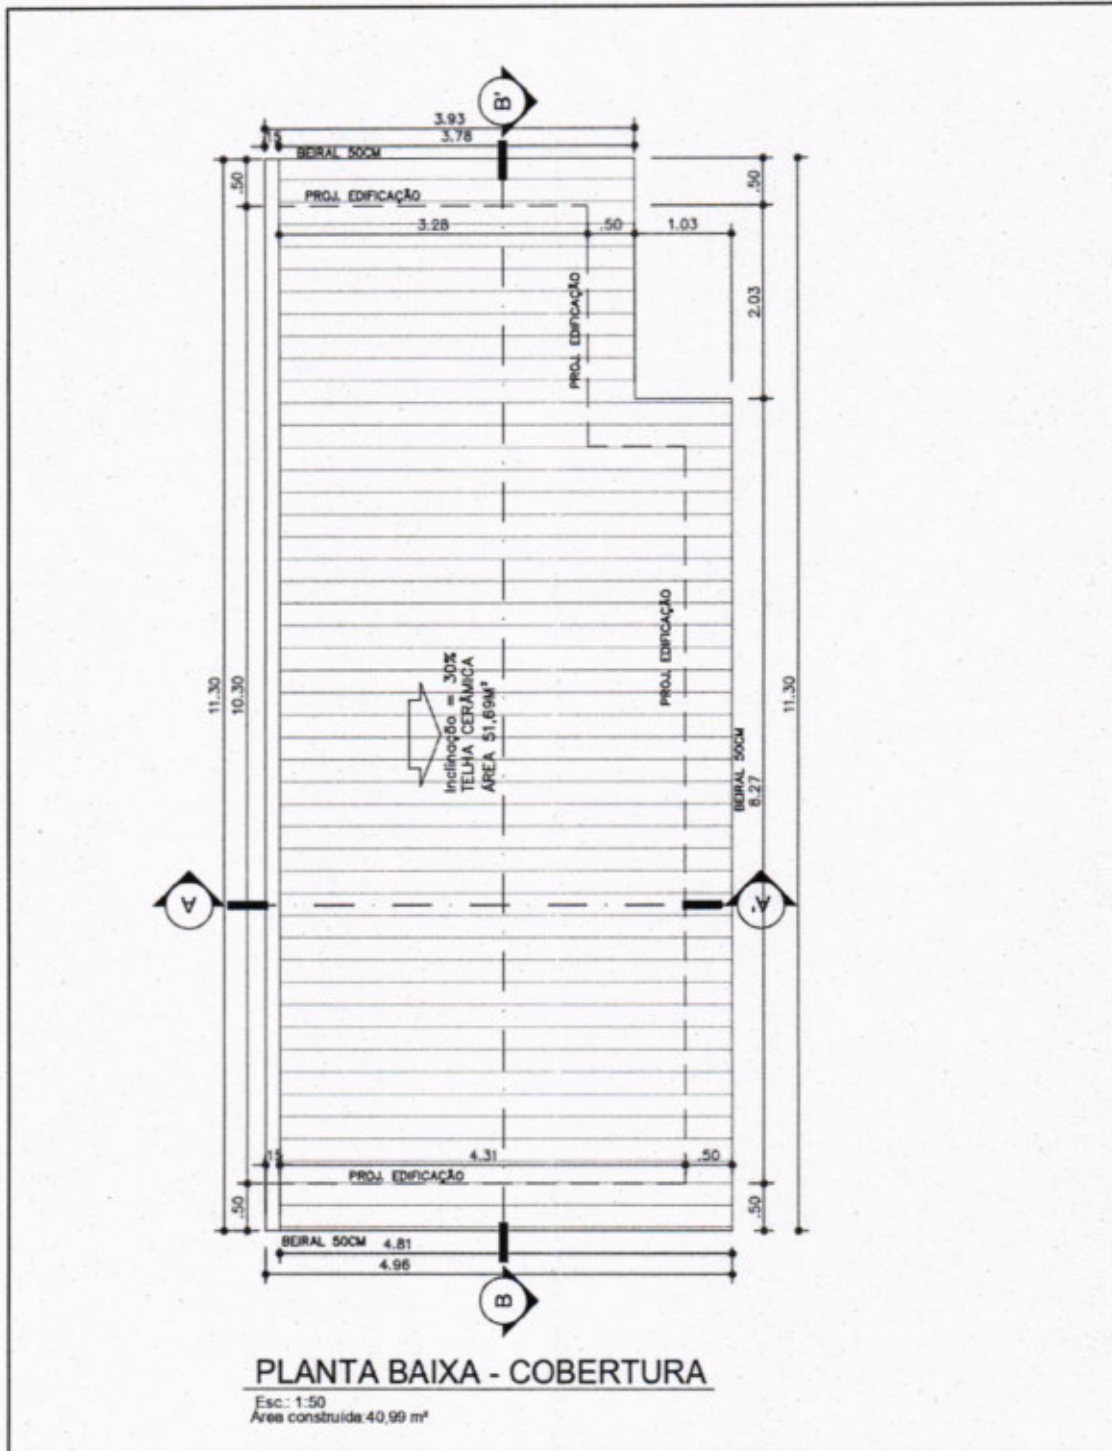 B'
3.93
15
3.78
BEIRAL 50CM
.50
.50
PROJ. EDIFICAÇÃO
3.28
.50
1.03
PROJ. EDIFICAÇÃO
2.03
11.30
10.30
Inclinação = 30%
TELHA CERÂMICA
ÁREA 51,69M²
PROJ. EDIFICAÇÃO
BEIRAL 50CM
8.27
11.30
A
A'
15
4.31
.50
PROJ. EDIFICAÇÃO
.50
.50
BEIRAL 50CM
4.81
4.96
B
PLANTA BAIXA - COBERTURA
Esc.: 1:50
Área construída:40,99 m²